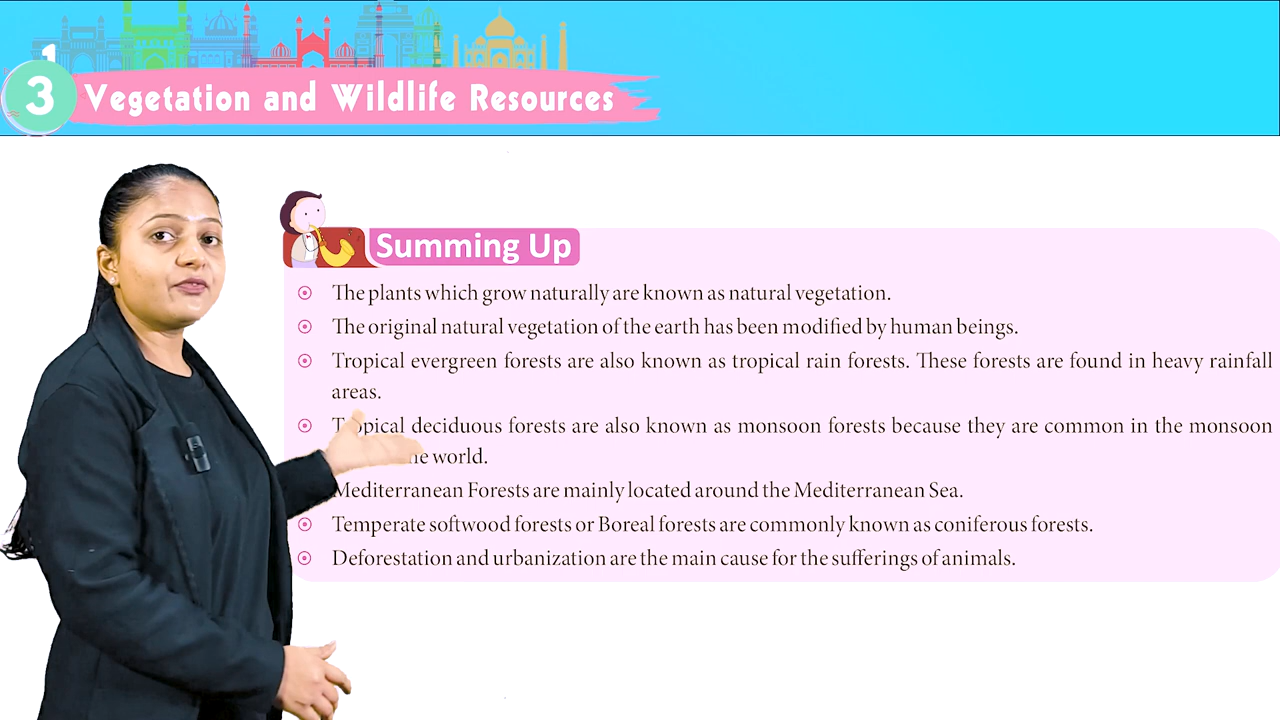 1
3 Vegetation and Wildlife Resources
Summing Up
The plants which grow naturally are known as natural vegetation.
The original natural vegetation of the earth has been modified by human beings.
Tropical evergreen forests are also known as tropical rain forests. These forests are found in heavy rainfall
areas.
Tropical deciduous forests are also known as monsoon forests because they are common in the monsoon
world.
Mediterranean Forests are mainly located around the Mediterranean Sea.
Temperate softwood forests or Boreal forests are commonly known as coniferous forests.
Deforestation and urbanization are the main cause for the sufferings of animals.